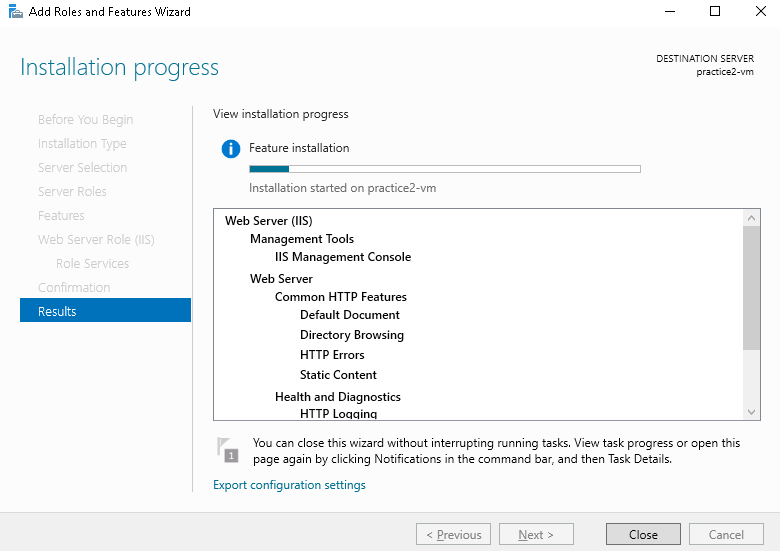 Add Roles and Features Wizard
Installation progress
DESTINATION SERVER
practice2-vm
Before You Begin
Installation Type
Server Selection
Server Roles
Features
Web Server Role (IIS)
Role Services
Confirmation
Results
View installation progress
Feature installation
Installation started on practice2-vm
Web Server (IIS)
Management Tools
IIS Management Console
Web Server
Common HTTP Features
Default Document
Directory Browsing
HTTP Errors
Static Content
Health and Diagnostics
HTTP Logging
1
You can close this wizard without interrupting running tasks. View task progress or open this
page again by clicking Notifications in the command bar, and then Task Details.
Export configuration settings
< Previous
Next >
Close
Cancel